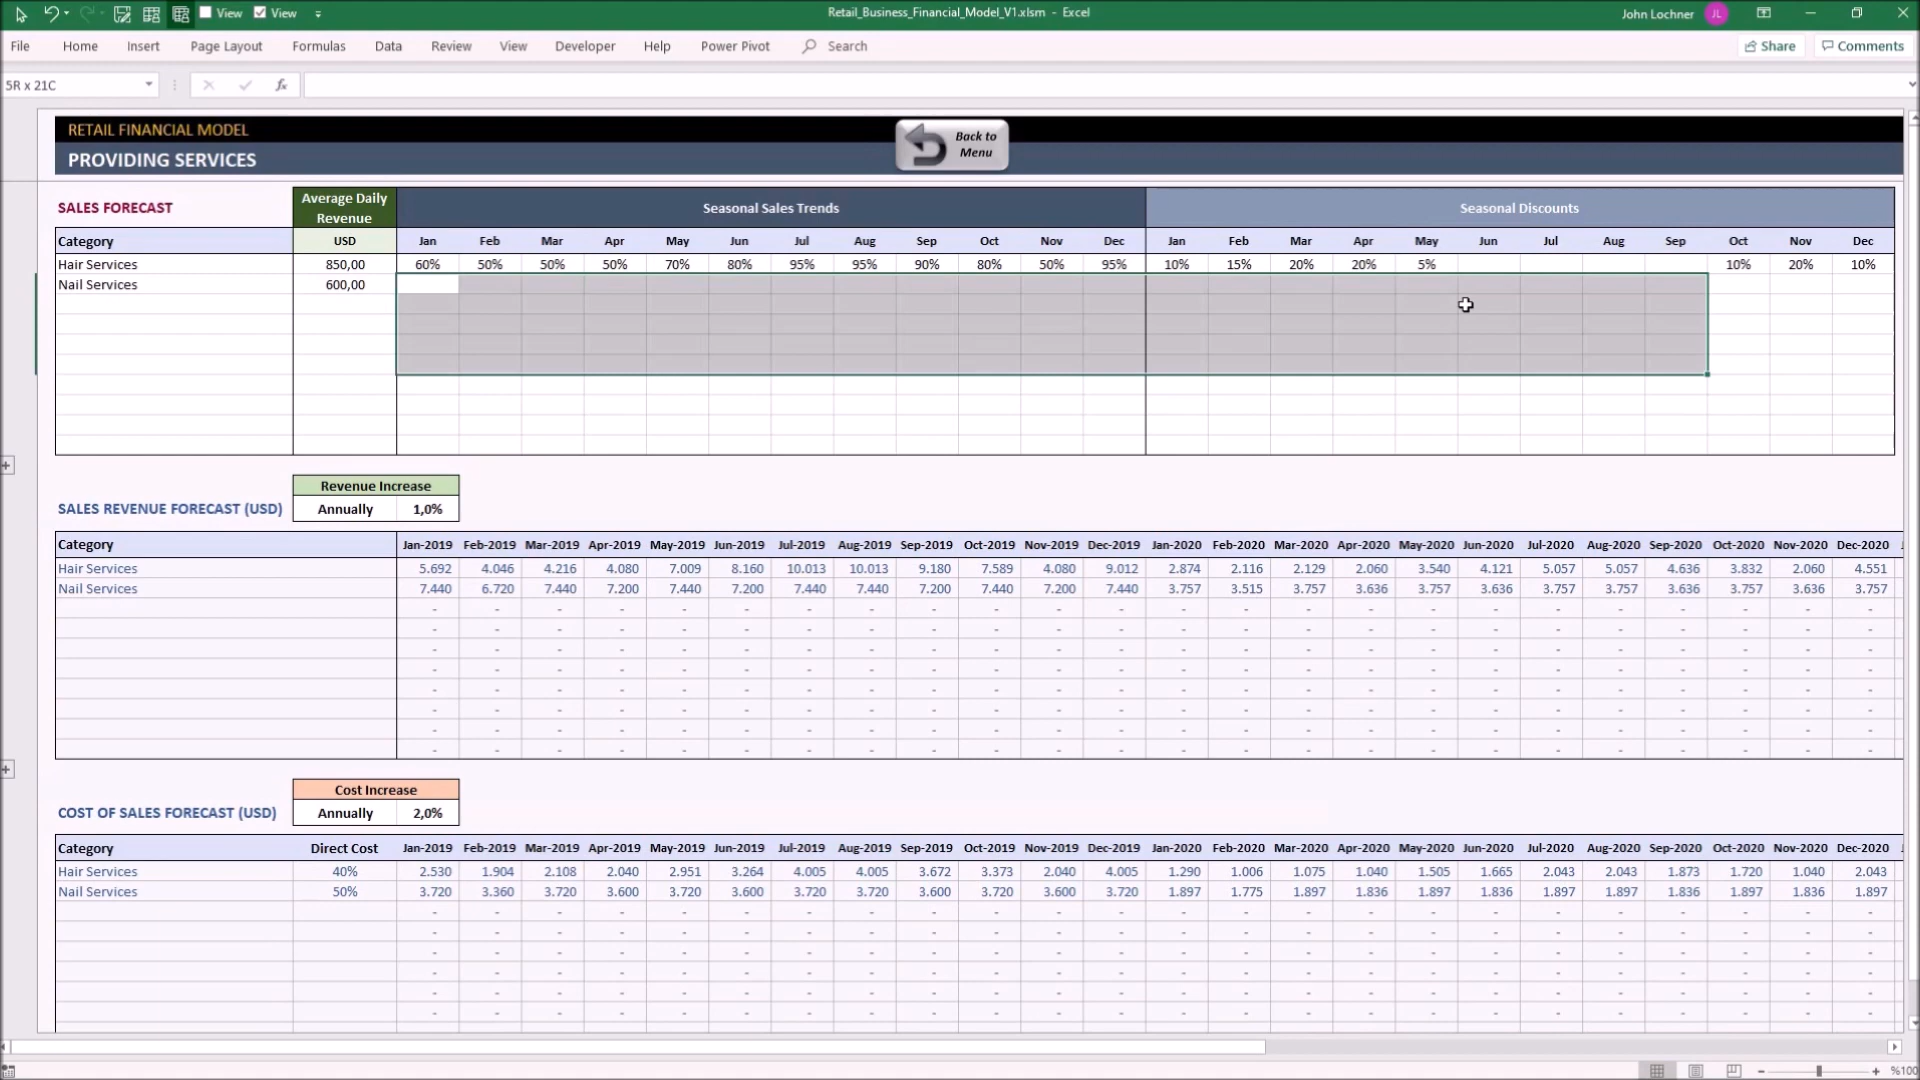 View View Retail_Business_Financial_Model_V1.xlsm - Excel John Lochner JL
File Home Insert Page Layout Formulas Data Review View Developer Help Power Pivot Search Share Comments
5R x 21C fx
RETAIL FINANCIAL MODEL
PROVIDING SERVICES
Back to
Menu
SALES FORECAST Average Daily Revenue Seasonal Sales Trends Seasonal Discounts
Category USD Jan Feb Mar Apr May Jun Jul Aug Sep Oct Nov Dec Jan Feb Mar Apr May Jun Jul Aug Sep Oct Nov Dec
Hair Services 850,00 60% 50% 50% 50% 70% 80% 95% 95% 90% 80% 50% 95% 10% 15% 20% 20% 5% 10% 20% 10%
Nail Services 600,00
Revenue Increase
SALES REVENUE FORECAST (USD) Annually 1,0%
Category Jan-2019 Feb-2019 Mar-2019 Apr-2019 May-2019 Jun-2019 Jul-2019 Aug-2019 Sep-2019 Oct-2019 Nov-2019 Dec-2019 Jan-2020 Feb-2020 Mar-2020 Apr-2020 May-2020 Jun-2020 Jul-2020 Aug-2020 Sep-2020 Oct-2020 Nov-2020 Dec-2020
Hair Services 5.692 4.046 4.216 4.080 7.009 8.160 10.013 10.013 9.180 7.589 4.080 9.012 2.874 2.116 2.129 2.060 3.540 4.121 5.057 5.057 4.636 3.832 2.060 4.551
Nail Services 7.440 6.720 7.440 7.200 7.440 7.200 7.440 7.440 7.200 7.440 7.200 7.440 3.757 3.515 3.757 3.636 3.757 3.636 3.757 3.757 3.636 3.757 3.636 3.757
- - - - - - - - - - - - - - - - - - - - - - - -
- - - - - - - - - - - - - - - - - - - - - - - -
- - - - - - - - - - - - - - - - - - - - - - - -
- - - - - - - - - - - - - - - - - - - - - - - -
- - - - - - - - - - - - - - - - - - - - - - - -
- - - - - - - - - - - - - - - - - - - - - - - -
- - - - - - - - - - - - - - - - - - - - - - - -
- - - - - - - - - - - - - - - - - - - - - - - -
Cost Increase
COST OF SALES FORECAST (USD) Annually 2,0%
Category Direct Cost Jan-2019 Feb-2019 Mar-2019 Apr-2019 May-2019 Jun-2019 Jul-2019 Aug-2019 Sep-2019 Oct-2019 Nov-2019 Dec-2019 Jan-2020 Feb-2020 Mar-2020 Apr-2020 May-2020 Jun-2020 Jul-2020 Aug-2020 Sep-2020 Oct-2020 Nov-2020 Dec-2020
Hair Services 40% 2.530 1.904 2.108 2.040 2.951 3.264 4.005 4.005 3.672 3.373 2.040 4.005 1.290 1.006 1.075 1.040 1.505 1.665 2.043 2.043 1.873 1.720 1.040 2.043
Nail Services 50% 3.720 3.360 3.720 3.600 3.720 3.600 3.720 3.720 3.600 3.720 3.600 3.720 1.897 1.775 1.897 1.836 1.897 1.836 1.897 1.897 1.836 1.897 1.836 1.897
- - - - - - - - - - - - - - - - - - - - - - - -
- - - - - - - - - - - - - - - - - - - - - - - -
- - - - - - - - - - - - - - - - - - - - - - - -
- - - - - - - - - - - - - - - - - - - - - - - -
- - - - - - - - - - - - - - - - - - - - - - - -
- - - - - - - - - - - - - - - - - - - - - - - -
%100